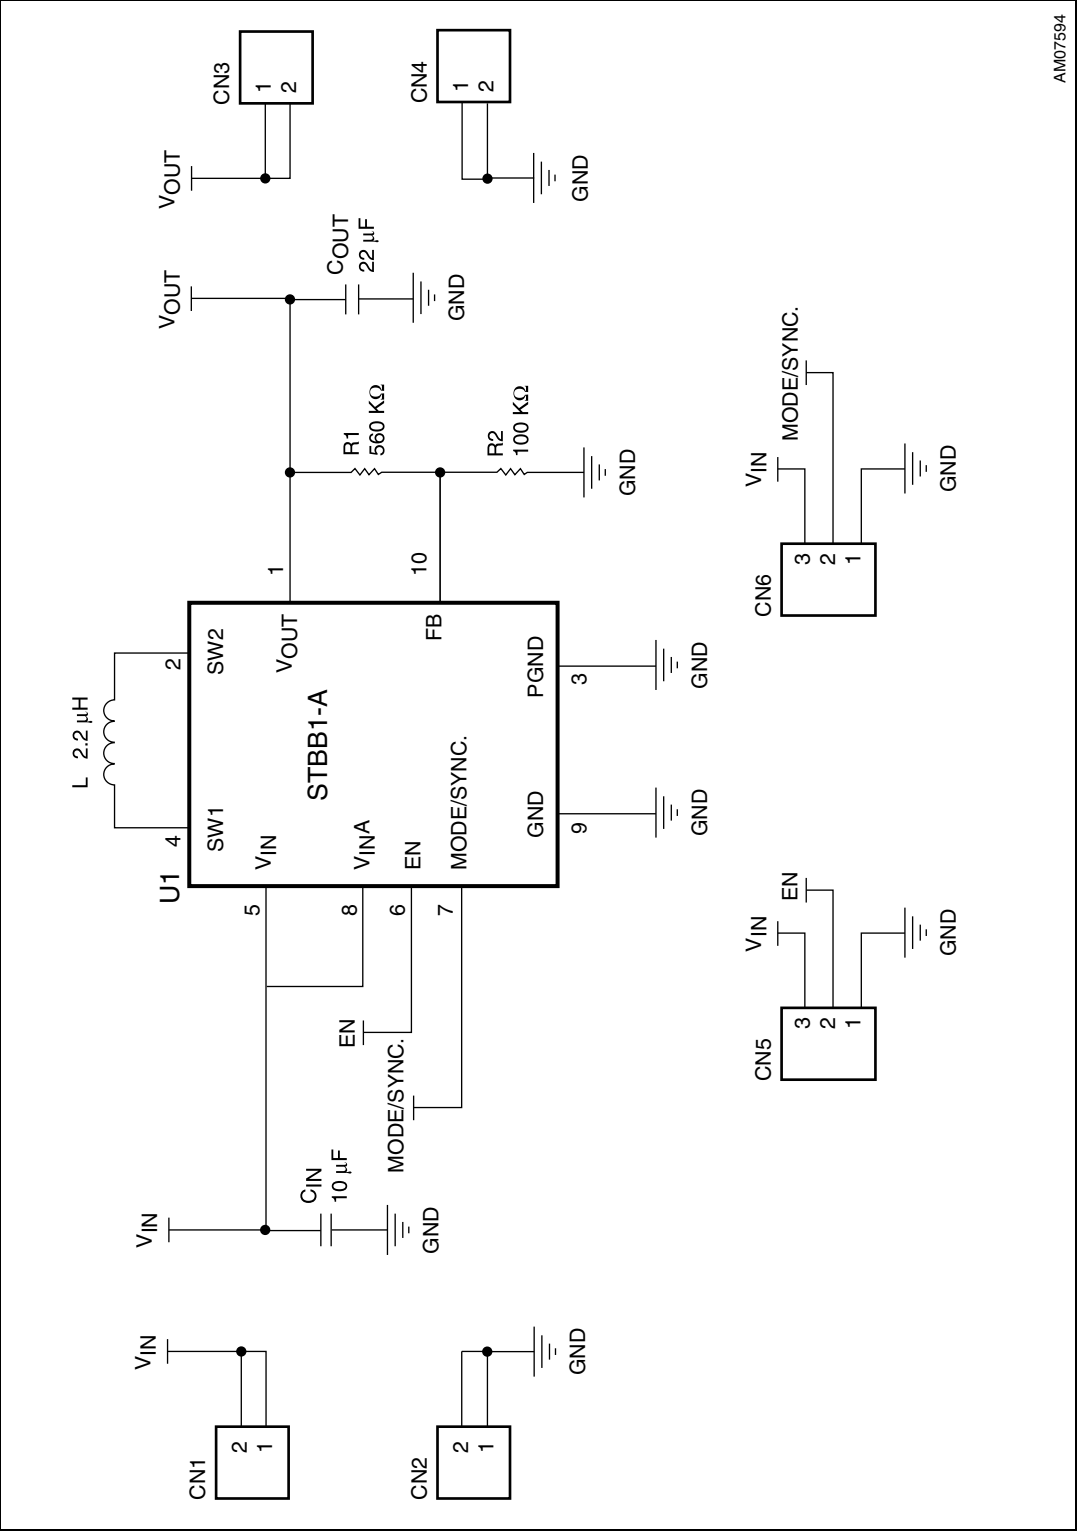 L 2.2 µH
U1
4
2
SW1
SW2
VIN
VIN
VOUT
VOUT
CN1
2
1
5
VIN
VOUT
1
CN3
1
2
STBB1-A
CIN
10 µF
GND
EN
8
VINA
COUT
22 µF
GND
R1
560 KΩ
MODE/SYNC.
6
EN
FB
10
CN2
2
1
GND
7
MODE/SYNC.
R2
100 KΩ
GND
CN4
1
2
GND
GND
PGND
9
3
GND
GND
CN5
3
2
1
VIN
EN
GND
CN6
3
2
1
VIN
MODE/SYNC.
GND
AM07594